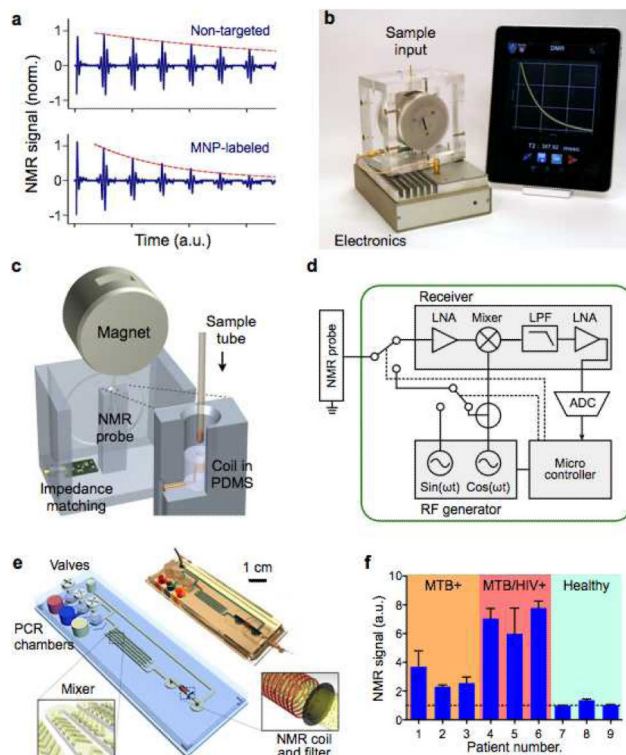 a
Non-targeted
1
0
-1
MNP-labeled
1
0
-1
NMR signal (norm.)
Time (a.u.)
b
Sample
input
DMR
Electronics
c
Magnet
Sample
tube
NMR
probe
Coil in
PDMS
Impedance
matching
d
Receiver
LNA
Mixer
LPF
LNA
NMR probe
ADC
Micro
controller
Sin(ωt)
Cos(ωt)
RF generator
e
Valves
1 cm
PCR
chambers
Mixer
NMR coil
and filter
f
MTB+
MTB/HIV+
Healthy
NMR signal (a.u.)
10
8
6
4
2
0
1 2 3 4 5 6 7 8 9
Patient number.